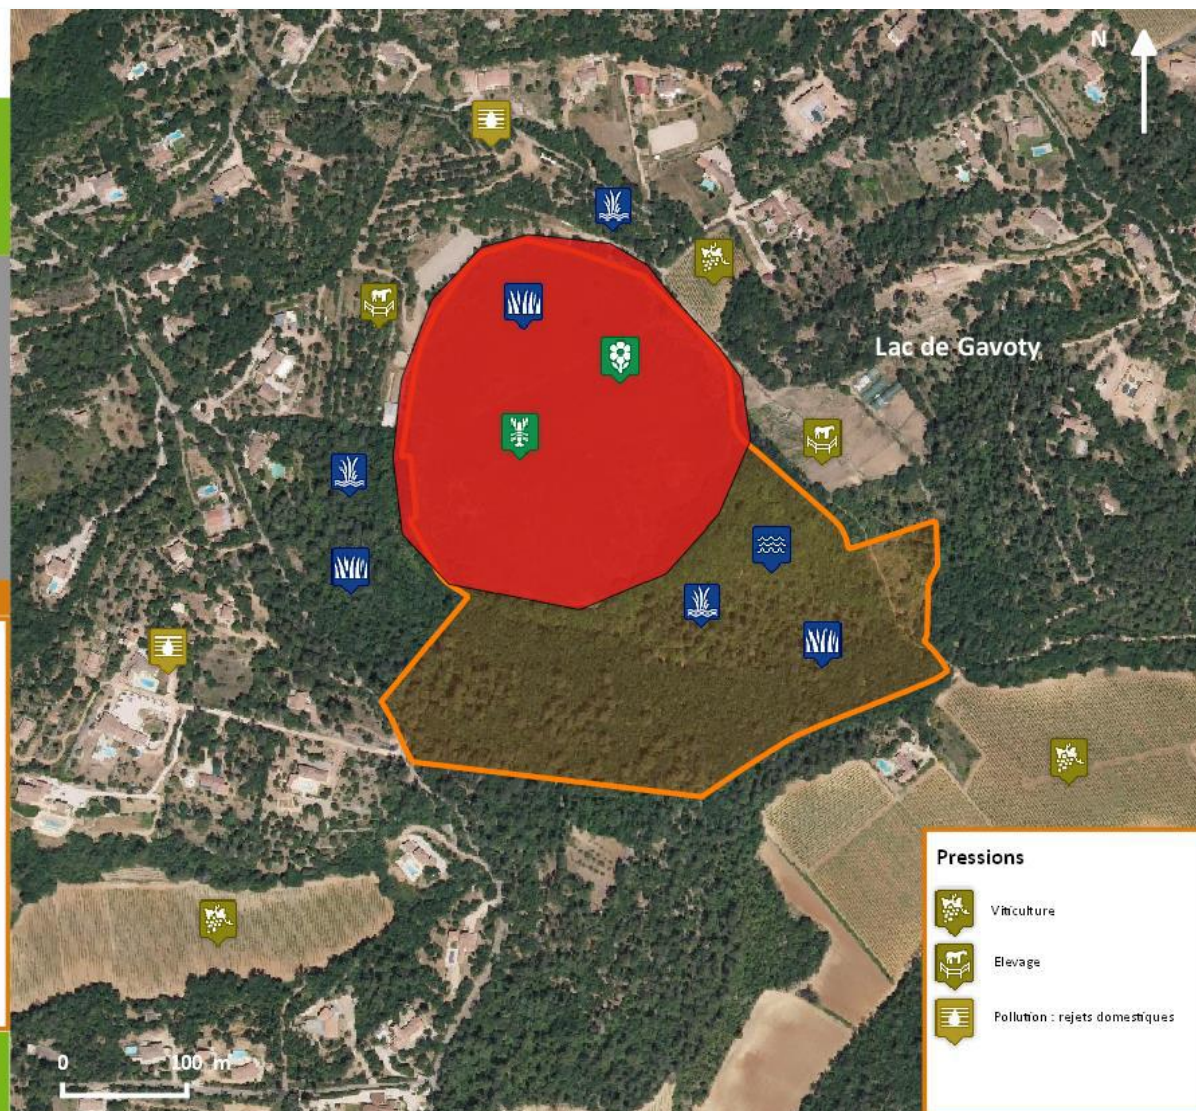 N
Lac de Gavoty
Pressions
Viticulture
Elevage
Pollution : rejets domestiques
0 100 m